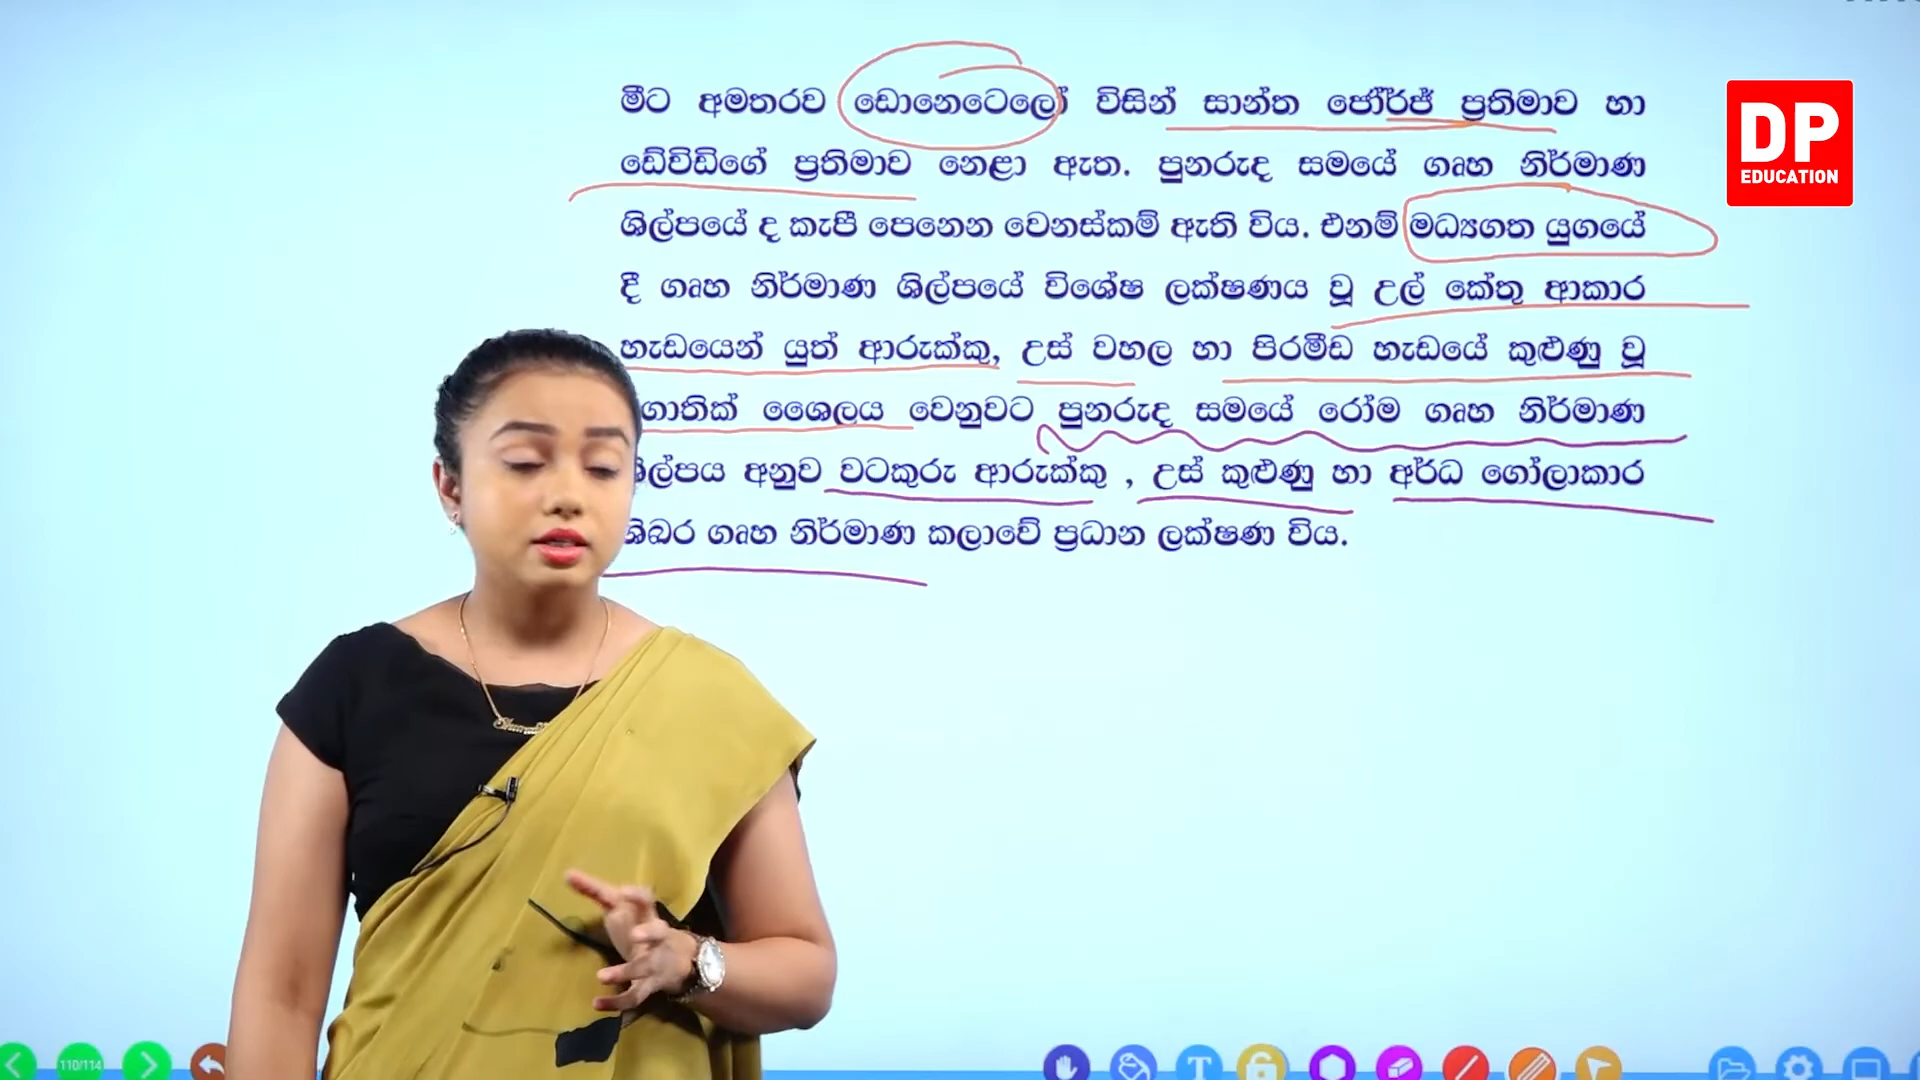 මීට අමතරව ඩොනෙටෙලෝ විසින් සාන්ත ජෝර්ජ් ප්‍රතිමාව හා
ඩේවිඩ්ගේ ප්‍රතිමාව නෙළා ඇත. පුනරුද සමයේ ගෘහ නිර්මාණ
ශිල්පයේ ද කැපී පෙනෙන වෙනස්කම් ඇති විය. එනම් මධ්‍යගත යුගයේ
දී ගෘහ නිර්මාණ ශිල්පයේ විශේෂ ලක්ෂණය වූ උල් කේතු ආකාර
හැඩයෙන් යුත් ආරුක්කු, උස් වහල හා පිරමීඩ හැඩයේ කුළුණු වූ
ගොතික් ශෛලය වෙනුවට පුනරුද සමයේ රෝම ගෘහ නිර්මාණ
ශිල්පය අනුව වටකුරු ආරුක්කු , උස් කුළුණු හා අර්ධ ගෝලාකාර
ශිඛර ගෘහ නිර්මාණ කලාවේ ප්‍රධාන ලක්ෂණ විය.
DP
EDUCATION
110/114